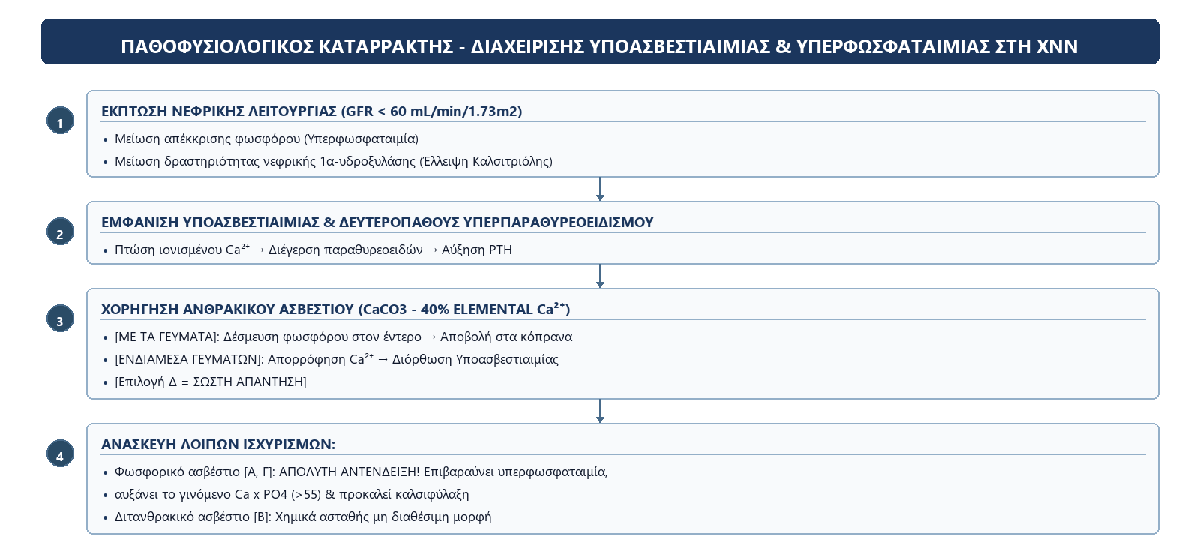 ΠΑΘΟΦΥΣΙΟΛΟΓΙΚΟΣ ΚΑΤΑΡΡΑΚΤΗΣ - ΔΙΑΧΕΙΡΙΣΗΣ ΥΠΟΑΣΒΕΣΤΙΑΙΜΙΑΣ & ΥΠΕΡΦΩΣΦΑΤΑΙΜΙΑΣ ΣΤΗ ΧΝΝ
1
ΕΚΠΤΩΣΗ ΝΕΦΡΙΚΗΣ ΛΕΙΤΟΥΡΓΙΑΣ (GFR < 60 mL/min/1.73m2)
• Μείωση απέκκρισης φωσφόρου (Υπερφωσφαταιμία)
• Μείωση δραστηριότητας νεφρικής 1α-υδροξυλάσης (Έλλειψη Καλσιτριόλης)
2
ΕΜΦΑΝΙΣΗ ΥΠΟΑΣΒΕΣΤΙΑΙΜΙΑΣ & ΔΕΥΤΕΡΟΠΑΘΟΥΣ ΥΠΕΡΠΑΡΑΘΥΡΕΟΕΙΔΙΣΜΟΥ
• Πτώση ιονισμένου Ca²⁺ → Διέγερση παραθυρεοειδών → Αύξηση PTH
3
ΧΟΡΗΓΗΣΗ ΑΝΘΡΑΚΙΚΟΥ ΑΣΒΕΣΤΙΟΥ (CaCO3 - 40% ELEMENTAL Ca²⁺)
• [ΜΕ ΤΑ ΓΕΥΜΑΤΑ]: Δέσμευση φωσφόρου στον έντερο → Αποβολή στα κόπρανα
• [ΕΝΔΙΑΜΕΣΑ ΓΕΥΜΑΤΩΝ]: Απορρόφηση Ca²⁺ → Διόρθωση Υποασβεστιαιμίας
• [Επιλογή Δ = ΣΩΣΤΗ ΑΠΑΝΤΗΣΗ]
4
ΑΝΑΣΚΕΥΗ ΛΟΙΠΩΝ ΙΣΧΥΡΙΣΜΩΝ:
• Φωσφορικό ασβέστιο [Α, Γ]: ΑΠΟΛΥΤΗ ΑΝΤΕΝΔΕΙΞΗ! Επιβαρύνει υπερφωσφαταιμία,
• αυξάνει το γινόμενο Ca x PO4 (>55) & προκαλεί καλσιφύλαξη
• Διτανθρακικό ασβέστιο [Β]: Χημικά ασταθής μη διαθέσιμη μορφή